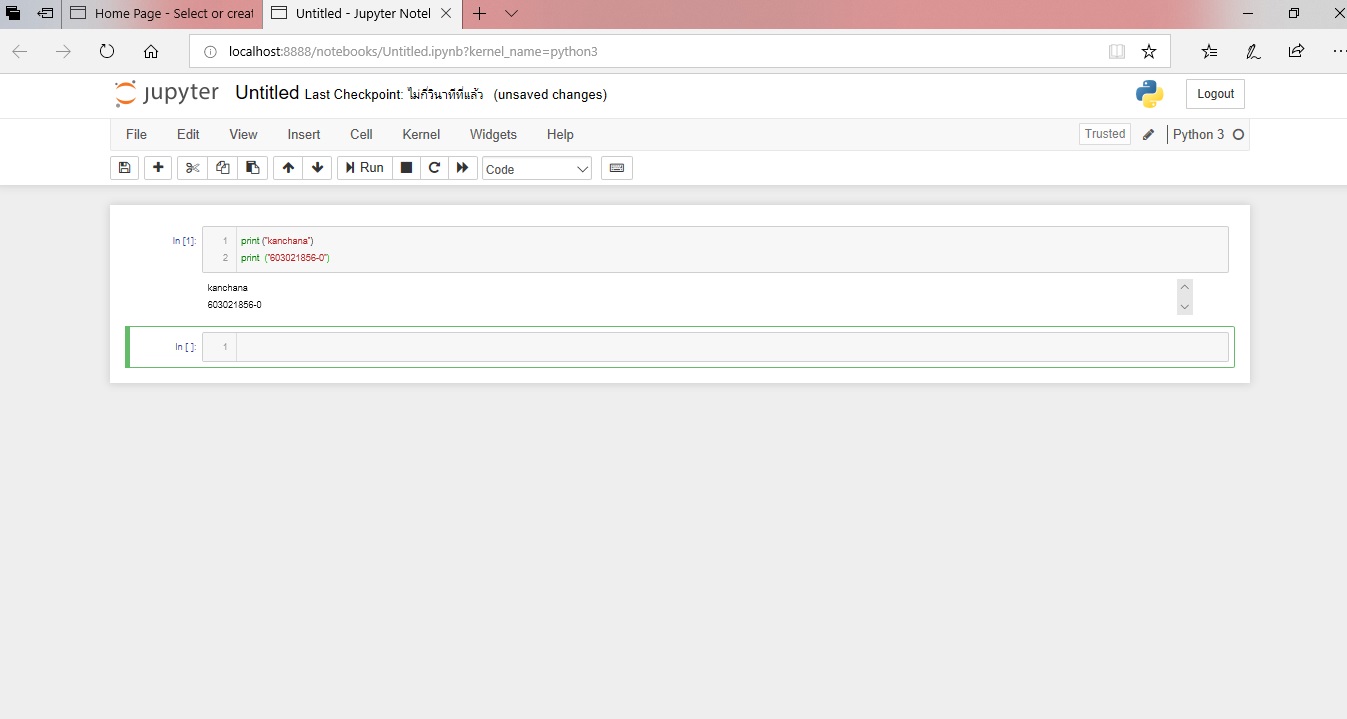 Home Page - Select or creat
Untitled - Jupyter Notel
localhost:8888/notebooks/Untitled.ipynb?kernel_name=python3
jupyter Untitled Last Checkpoint: ไม่กี่วินาทีที่แล้ว (unsaved changes)
Logout
File Edit View Insert Cell Kernel Widgets Help
Trusted Python 3
Run Code
In [1]: 1 print ("kanchana")
2 print ("603021856-0")
kanchana
603021856-0
In [ ]: 1